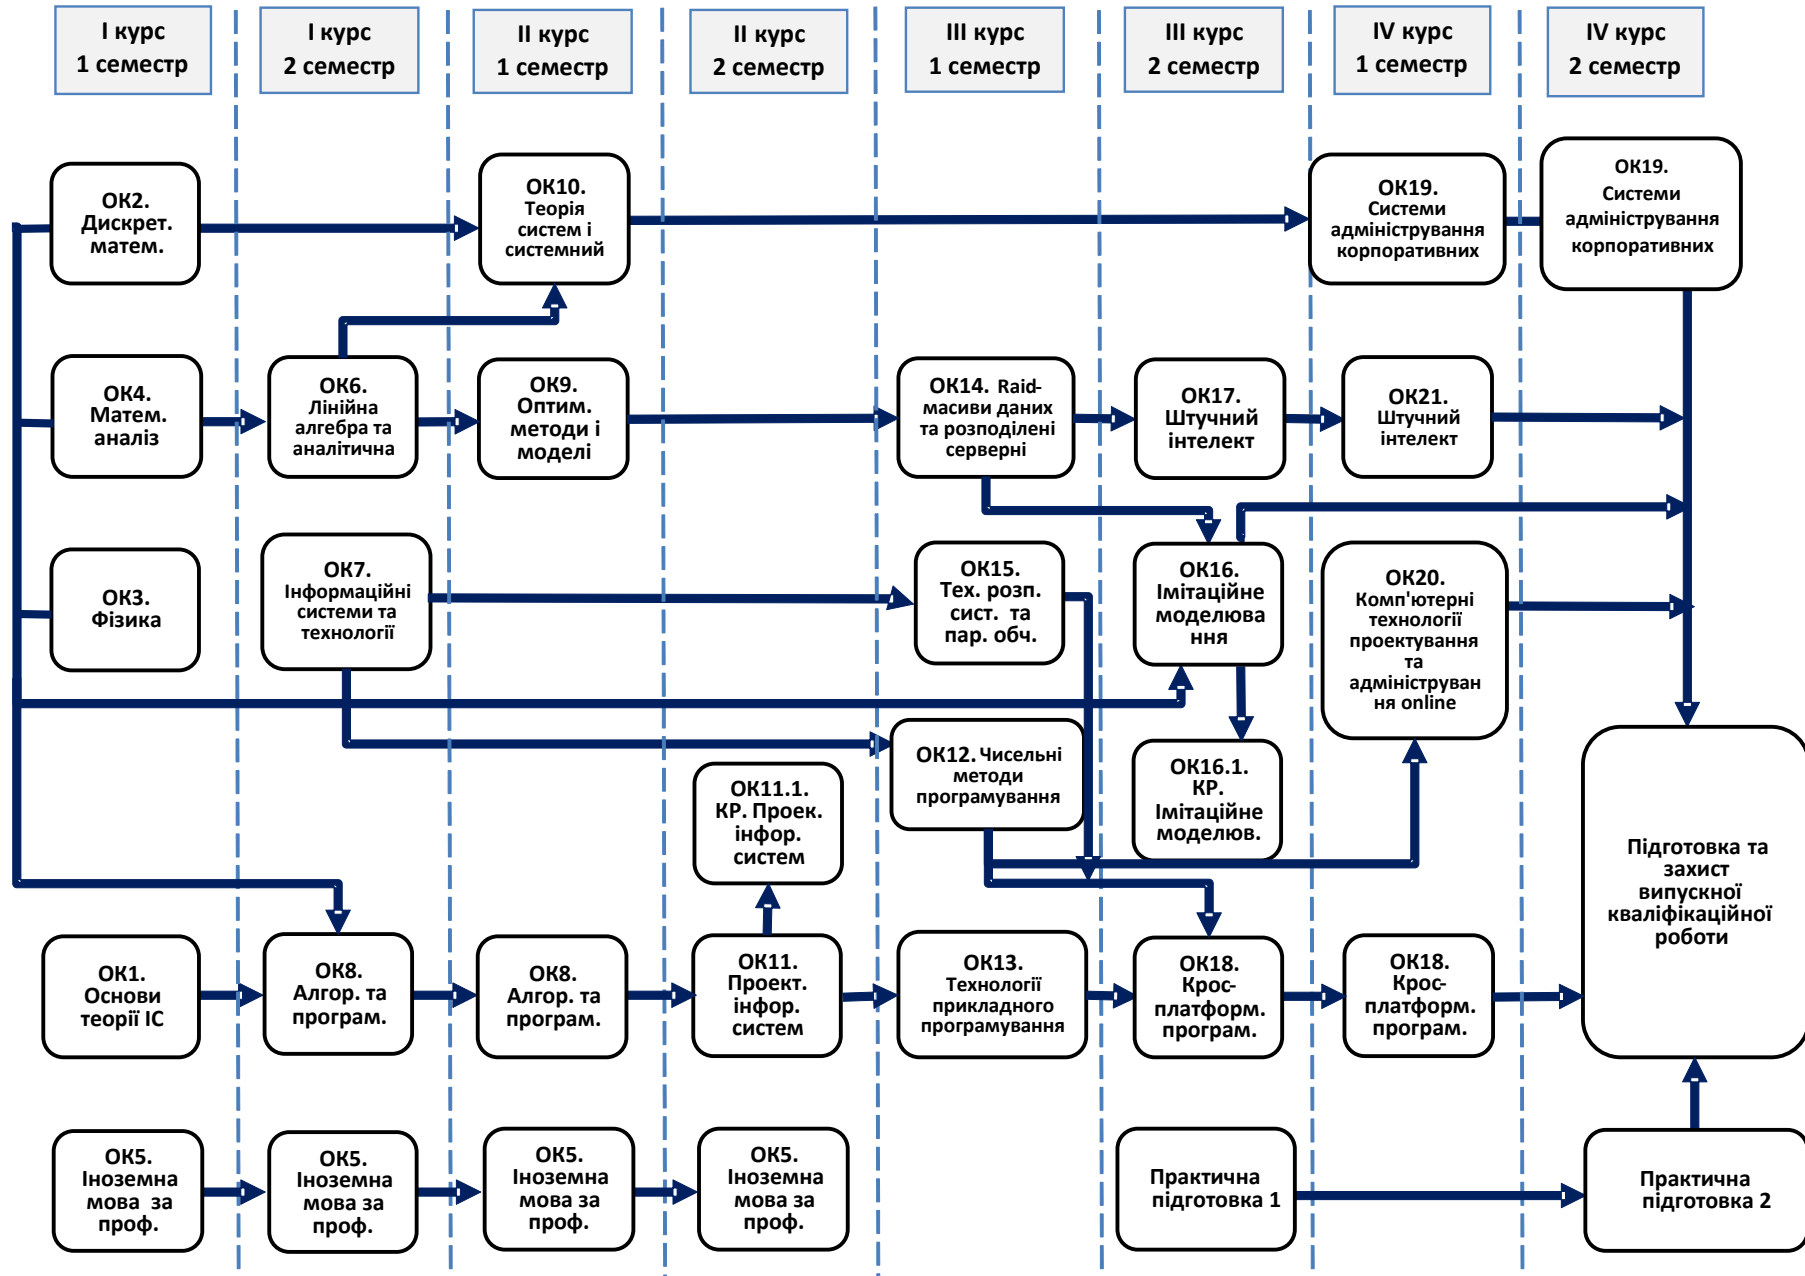 I курс
1 семестр
I курс
2 семестр
II курс
1 семестр
II курс
2 семестр
III курс
1 семестр
III курс
2 семестр
IV курс
1 семестр
IV курс
2 семестр
ОК2.
Дискрет.
матем.
ОК10.
Теорія
систем і
системний
ОК19.
Системи
адміністрування
корпоративних
ОК19.
Системи
адміністрування
корпоративних
ОК4.
Матем.
аналіз
ОК6.
Лінійна
алгебра та
аналітична
ОК9.
Оптим.
методи і
моделі
ОК14. Raid-
масиви даних
та розподілені
серверні
ОК17.
Штучний
інтелект
ОК21.
Штучний
інтелект
ОК3.
Фізика
ОК7.
Інформаційні
системи та
технології
ОК15.
Тех. розп.
сист. та
пар. обч.
ОК16.
Імітаційне
моделюва
ння
ОК20.
Комп'ютерні
технології
проектування
та
адмініструван
ня online
ОК12. Чисельні
методи
програмування
ОК11.1.
КР. Проек.
інфор.
систем
ОК16.1.
КР.
Імітаційне
моделюв.
Підготовка та
захист
випускної
кваліфікаційної
роботи
ОК1.
Основи
теорії ІС
ОК8.
Алгор. та
програм.
ОК8.
Алгор. та
програм.
ОК11.
Проект.
інфор.
систем
ОК13.
Технології
прикладного
програмування
ОК18.
Крос-
платформ.
програм.
ОК18.
Крос-
платформ.
програм.
ОК5.
Іноземна
мова за
проф.
ОК5.
Іноземна
мова за
проф.
ОК5.
Іноземна
мова за
проф.
ОК5.
Іноземна
мова за
проф.
Практична
підготовка 1
Практична
підготовка 2